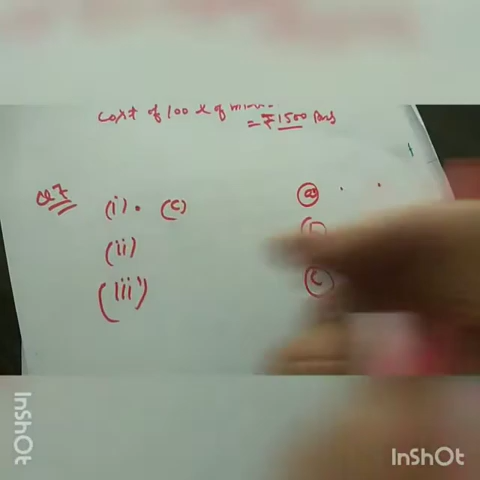 cost of 100 l of
= ₹1500 Ans
Q7
(i) • (c) (a) • •
(ii) (b)
(iii) (c)
InShOt
InShOt